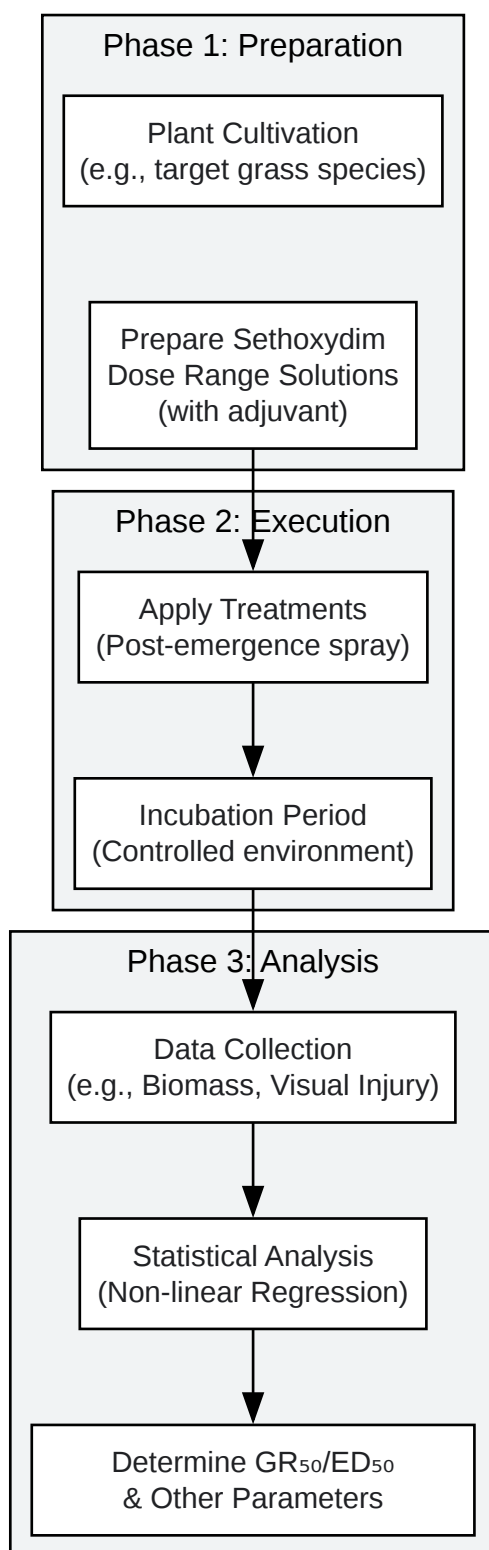 Phase 1: Preparation
Plant Cultivation
(e.g., target grass species)
Prepare Sethoxydim
Dose Range Solutions
(with adjuvant)
Phase 2: Execution
Apply Treatments
(Post-emergence spray)
Incubation Period
(Controlled environment)
Phase 3: Analysis
Data Collection
(e.g., Biomass, Visual Injury)
Statistical Analysis
(Non-linear Regression)
Determine GR₅₀/ED₅₀
& Other Parameters